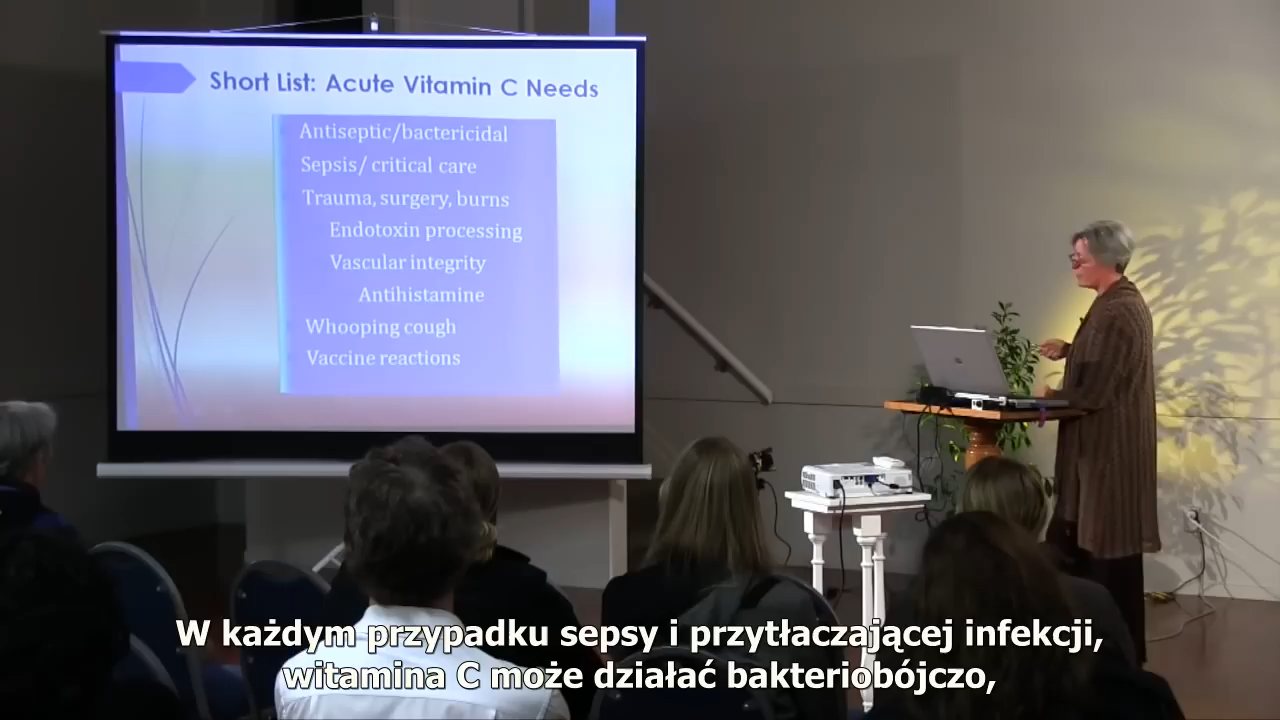 Short List: Acute Vitamin C Needs
Antiseptic/bactericidal
Sepsis/ critical care
Trauma, surgery, burns
Endotoxin processing
Vascular integrity
Antihistamine
Whooping cough
Vaccine reactions
W każdym przypadku sepsy i przytłaczającej infekcji,
witamina C może działać bakteriobójczo,